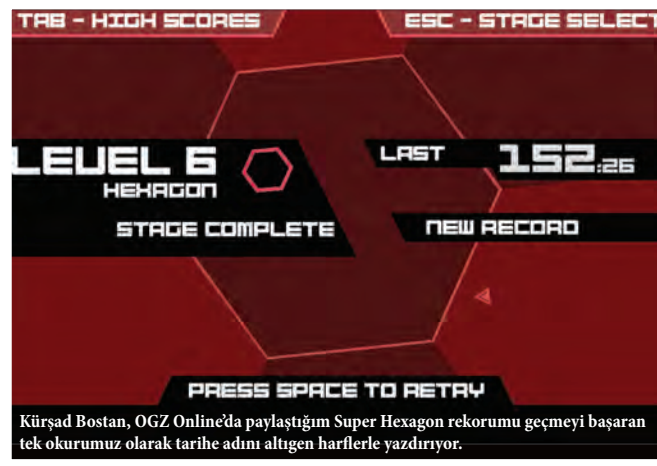 TAB - HIGH SCORES
ESC - STAGE SELECT
LEVEL 6
HEXAGON
STAGE COMPLETE
LAST 152:26
NEW RECORD
PRESS SPACE TO RETRY
Kürşad Bostan, OGZ Online’da paylaştığım Super Hexagon rekorumu geçmeyi başaran
tek okurumuz olarak tarihe adını altıgen harflerle yazdırıyor.